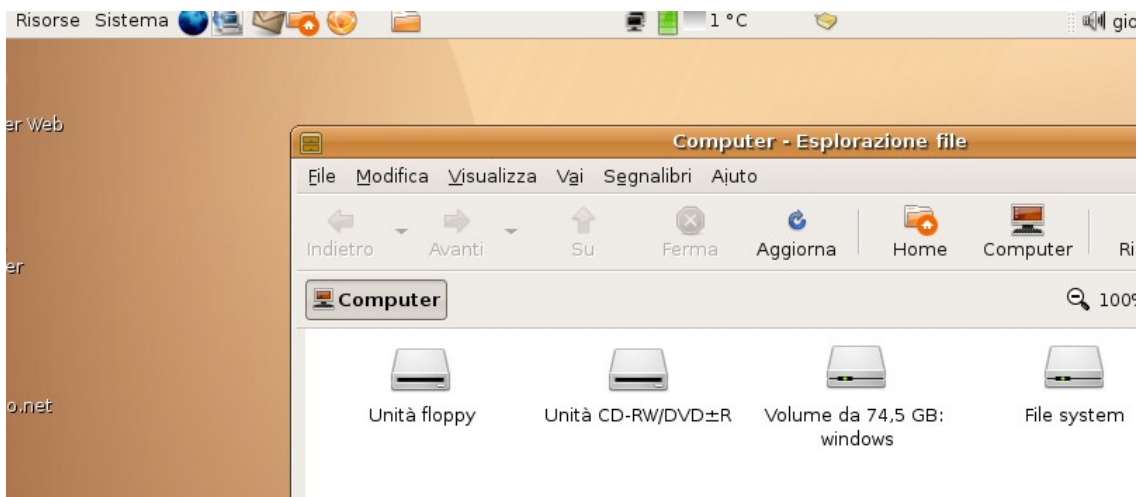 Risorse Sistema 1 °C gio
er Web
Computer - Esplorazione file
File Modifica Visualizza Vai Segnalibri Aiuto
Indietro Avanti Su Ferma Aggiorna Home Computer Ri
er
Computer 100%
o.net
Unità floppy Unità CD-RW/DVD±R Volume da 74,5 GB: File system
windows